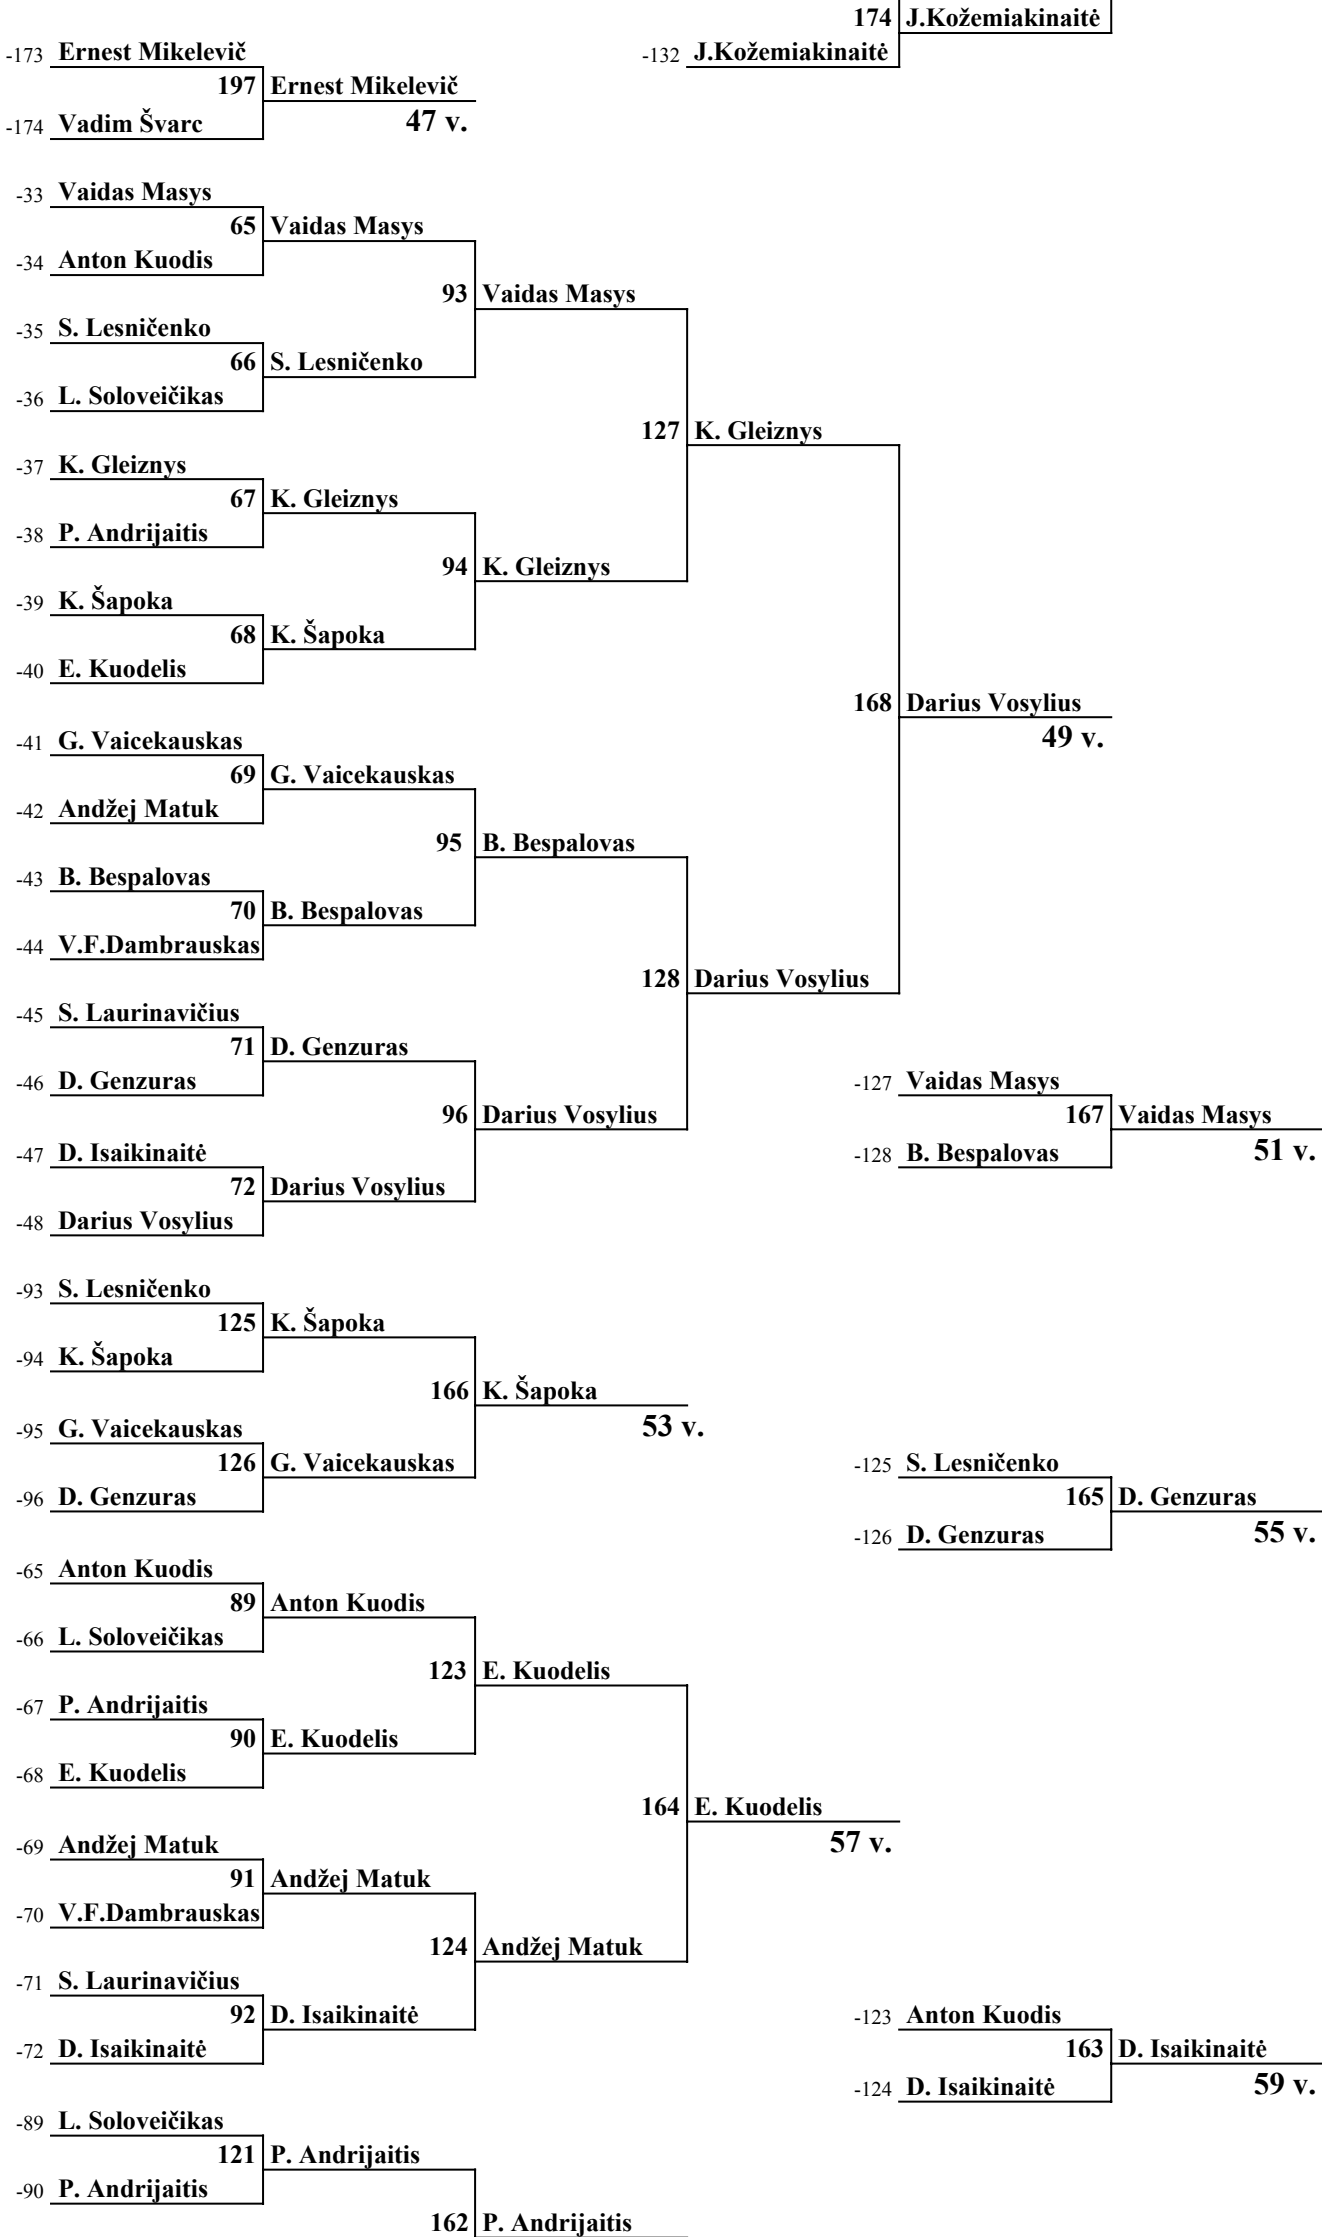 174 J.Kožemiakinaitė
-173 Ernest Mikelevič -132 J.Kožemiakinaitė
197 Ernest Mikelevič
-174 Vadim Švarc 47 v.
-33 Vaidas Masys
65 Vaidas Masys
-34 Anton Kuodis
93 Vaidas Masys
-35 S. Lesničenko
66 S. Lesničenko
-36 L. Soloveičikas
127 K. Gleiznys
-37 K. Gleiznys
67 K. Gleiznys
-38 P. Andrijaitis
94 K. Gleiznys
-39 K. Šapoka
68 K. Šapoka
-40 E. Kuodelis
168 Darius Vosylius
49 v.
-41 G. Vaicekauskas
69 G. Vaicekauskas
-42 Andžej Matuk
95 B. Bespalovas
-43 B. Bespalovas
70 B. Bespalovas
-44 V.F.Dambrauskas
128 Darius Vosylius
-45 S. Laurinavičius
71 D. Genzuras
-46 D. Genzuras -127 Vaidas Masys
96 Darius Vosylius 167 Vaidas Masys
-47 D. Isaikinaitė -128 B. Bespalovas 51 v.
72 Darius Vosylius
-48 Darius Vosylius
-93 S. Lesničenko
125 K. Šapoka
-94 K. Šapoka
166 K. Šapoka
-95 G. Vaicekauskas 53 v.
126 G. Vaicekauskas -125 S. Lesničenko
-96 D. Genzuras 165 D. Genzuras
-126 D. Genzuras 55 v.
-65 Anton Kuodis
89 Anton Kuodis
-66 L. Soloveičikas
123 E. Kuodelis
-67 P. Andrijaitis
90 E. Kuodelis
-68 E. Kuodelis
164 E. Kuodelis
-69 Andžej Matuk 57 v.
91 Andžej Matuk
-70 V.F.Dambrauskas
124 Andžej Matuk
-71 S. Laurinavičius
92 D. Isaikinaitė -123 Anton Kuodis
-72 D. Isaikinaitė 163 D. Isaikinaitė
-124 D. Isaikinaitė 59 v.
-89 L. Soloveičikas
121 P. Andrijaitis
-90 P. Andrijaitis
162 P. Andrijaitis